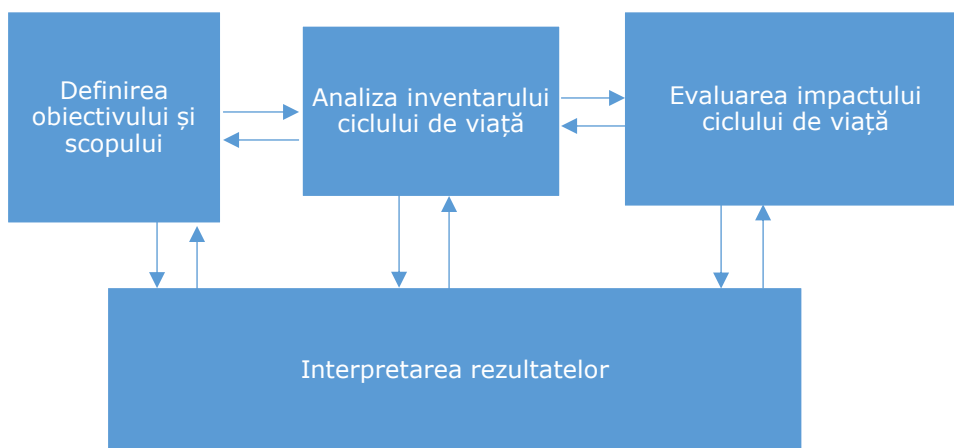 Definirea
obiectivului și
scopului
Analiza inventarului
ciclului de viață
Evaluarea impactului
ciclului de viață
Interpretarea rezultatelor